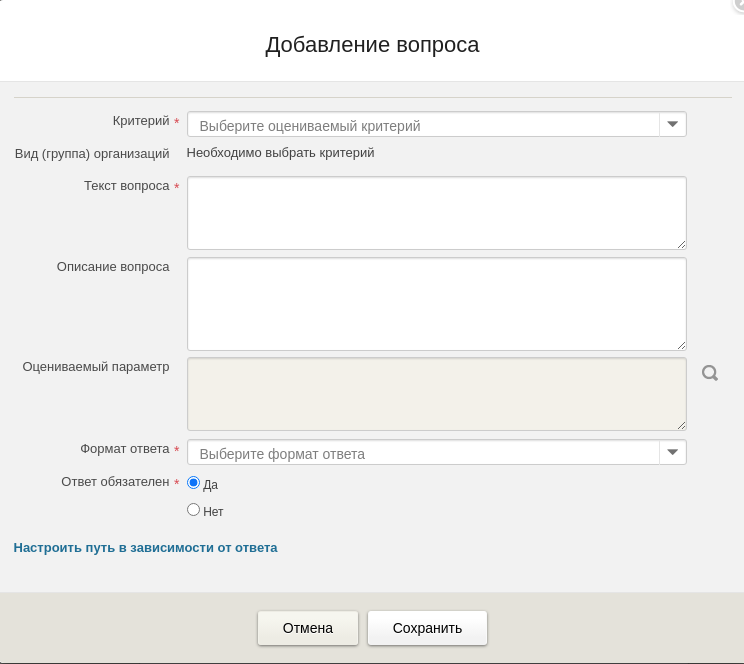 Добавление вопроса
Критерий * Выберите оцениваемый критерий
Вид (группа) организаций Необходимо выбрать критерий
Текст вопроса *
Описание вопроса
Оцениваемый параметр
Формат ответа * Выберите формат ответа
Ответ обязателен * Да
Нет
Настроить путь в зависимости от ответа
Отмена Сохранить